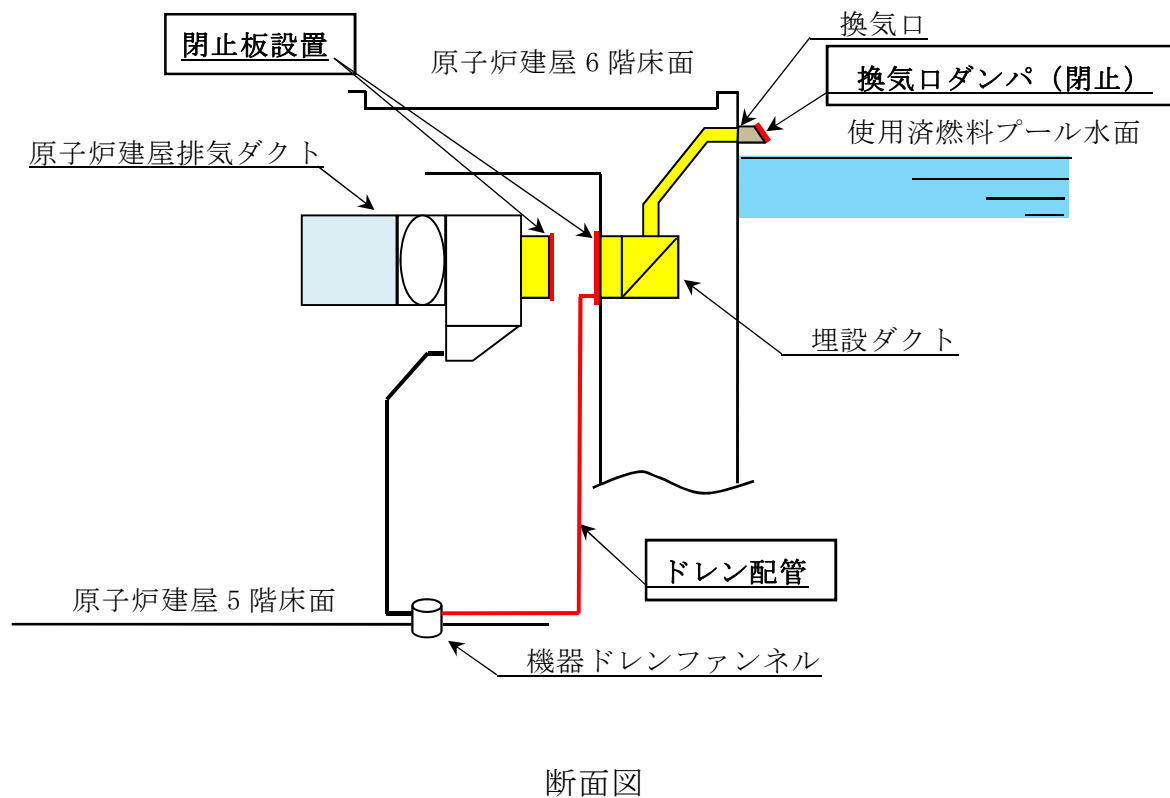 換気口
閉止板設置
原子炉建屋6階床面
換気口ダンパ（閉止）
使用済燃料プール水面
原子炉建屋排気ダクト
埋設ダクト
ドレン配管
原子炉建屋5階床面
機器ドレンファンネル
断面図